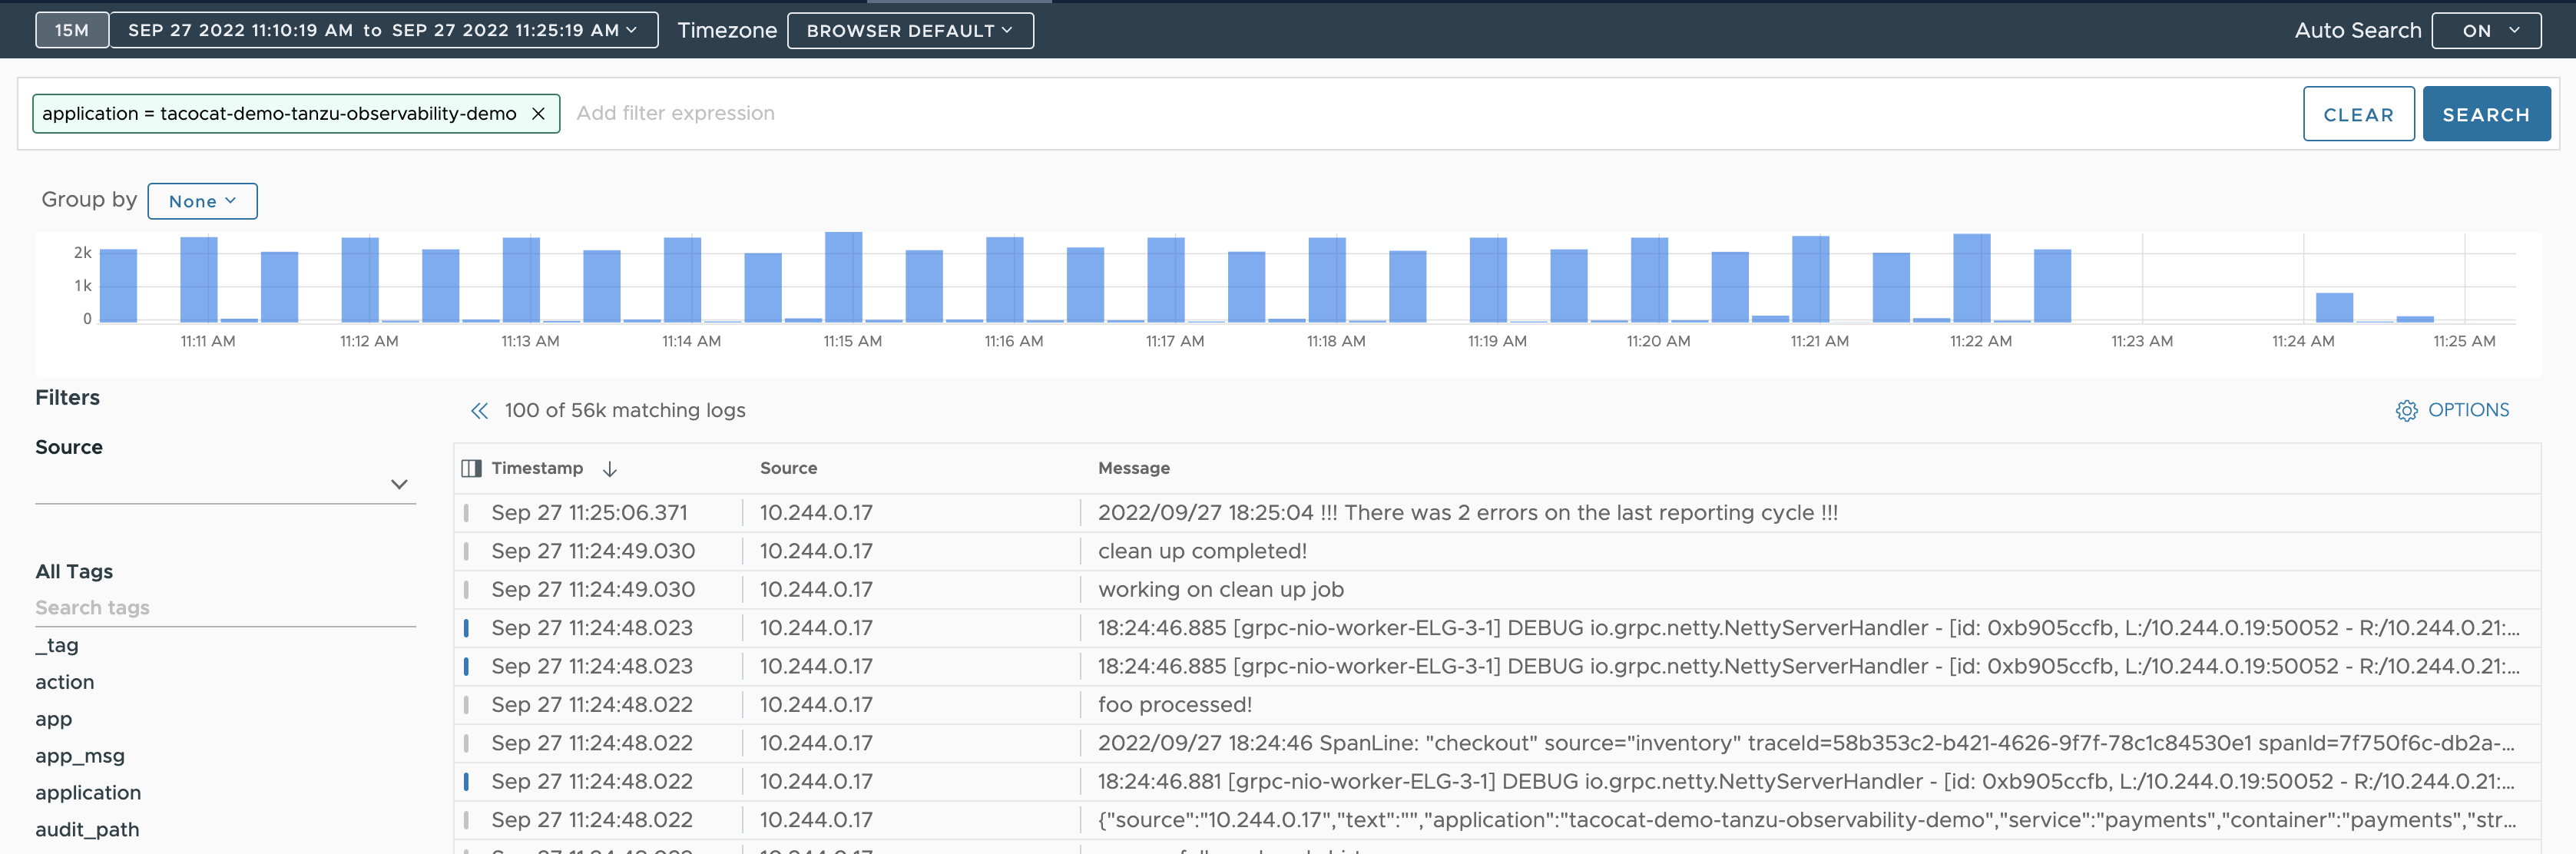 15M SEP 27 2022 11:10:19 AM to SEP 27 2022 11:25:19 AM Timezone BROWSER DEFAULT Auto Search ON
application = tacocat-demo-tanzu-observability-demo Add filter expression CLEAR SEARCH
Group by None
2k
1k
0
11:11 AM 11:12 AM 11:13 AM 11:14 AM 11:15 AM 11:16 AM 11:17 AM 11:18 AM 11:19 AM 11:20 AM 11:21 AM 11:22 AM 11:23 AM 11:24 AM 11:25 AM
Filters
Source
All Tags
Search tags
_tag
action
app
app_msg
application
audit_path
100 of 56k matching logs OPTIONS
Timestamp Source Message
Sep 27 11:25:06.371 10.244.0.17 2022/09/27 18:25:04 !!! There was 2 errors on the last reporting cycle !!!
Sep 27 11:24:49.030 10.244.0.17 clean up completed!
Sep 27 11:24:49.030 10.244.0.17 working on clean up job
Sep 27 11:24:48.023 10.244.0.17 18:24:46.885 [grpc-nio-worker-ELG-3-1] DEBUG io.grpc.netty.NettyServerHandler - [id: 0xb905ccfb, L:/10.244.0.19:50052 - R:/10.244.0.21:...
Sep 27 11:24:48.023 10.244.0.17 18:24:46.885 [grpc-nio-worker-ELG-3-1] DEBUG io.grpc.netty.NettyServerHandler - [id: 0xb905ccfb, L:/10.244.0.19:50052 - R:/10.244.0.21:...
Sep 27 11:24:48.022 10.244.0.17 foo processed!
Sep 27 11:24:48.022 10.244.0.17 2022/09/27 18:24:46 SpanLine: "checkout" source="inventory" traceId=58b353c2-b421-4626-9f7f-78c1c84530e1 spanId=7f750f6c-db2a-...
Sep 27 11:24:48.022 10.244.0.17 18:24:46.881 [grpc-nio-worker-ELG-3-1] DEBUG io.grpc.netty.NettyServerHandler - [id: 0xb905ccfb, L:/10.244.0.19:50052 - R:/10.244.0.21:...
Sep 27 11:24:48.022 10.244.0.17 {"source":"10.244.0.17","text":"","application":"tacocat-demo-tanzu-observability-demo","service":"payments","container":"payments","str...